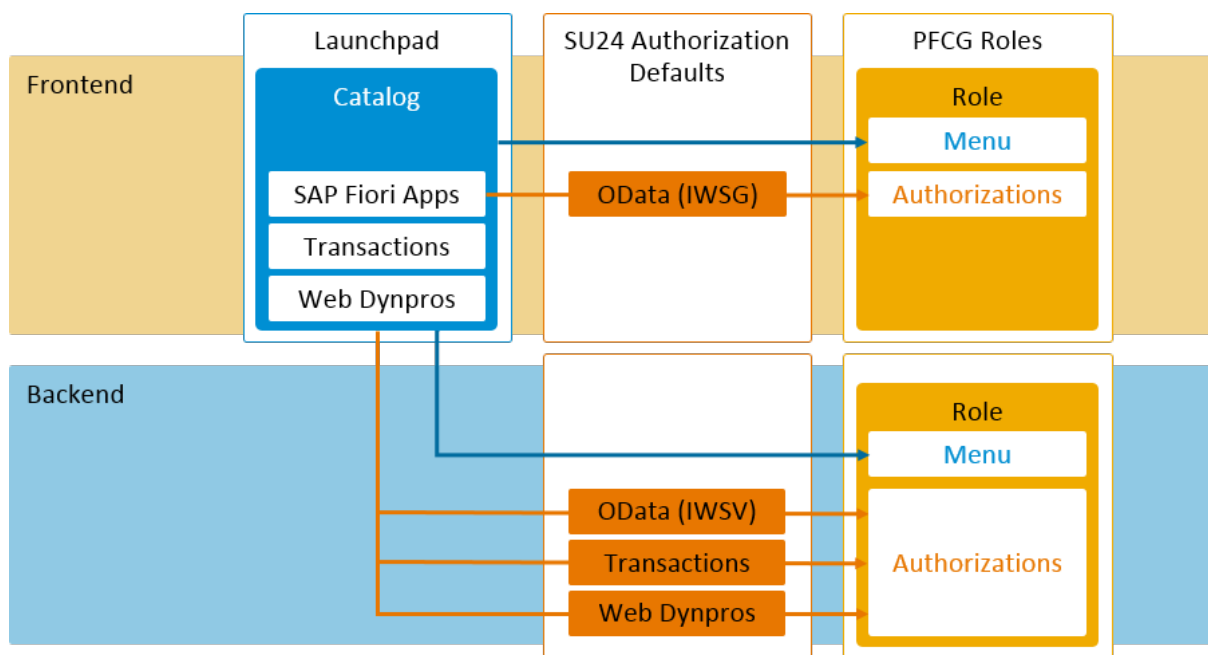 Launchpad
SU24 Authorization
Defaults
PFCG Roles
Frontend
Catalog
Role
Menu
SAP Fiori Apps
OData (IWSG)
Authorizations
Transactions
Web Dynpros
Backend
Role
Menu
OData (IWSV)
Transactions
Authorizations
Web Dynpros